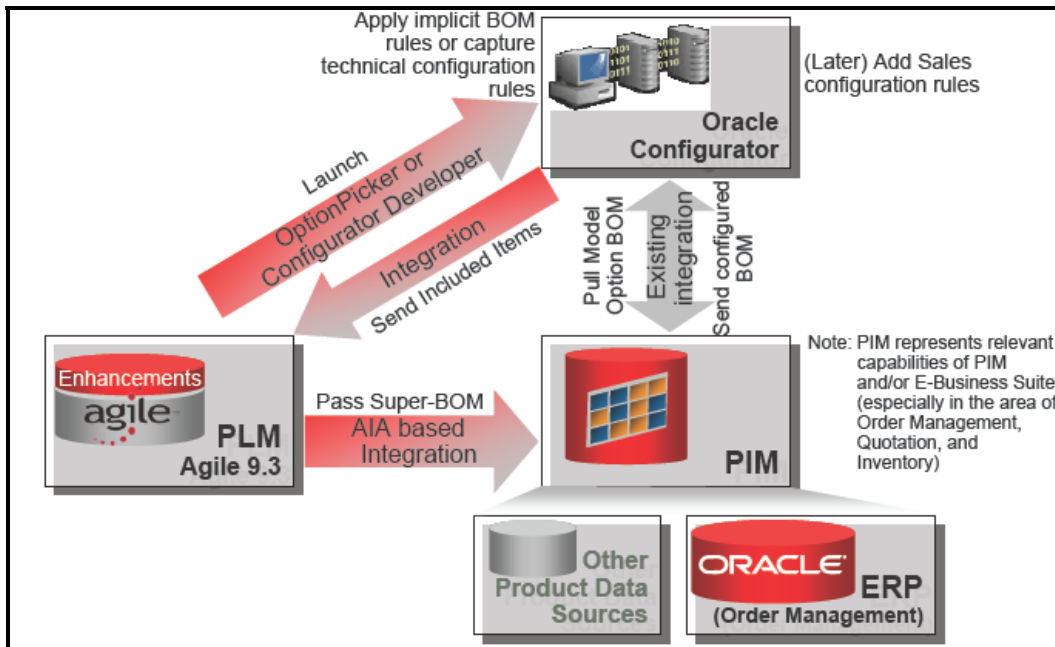 Apply implicit BOM
rules or capture
technical configuration
rules
(Later) Add Sales
configuration rules
Oracle
Configurator
Launch
OptionPicker or
Configurator Developer
Integration
Send Included Items
Pull Model
Option BOM
Existing
integration
Send configured
BOM
Enhancements
agile
PLM
Agile 9.3
Pass Super-BOM
AIA based
Integration
PIM
Note: PIM represents relevant
capabilities of PIM
and/or E-Business Suite
(especially in the area of
Order Management,
Quotation, and
Inventory)
Other
Product Data
Sources
ORACLE
ERP
(Order Management)